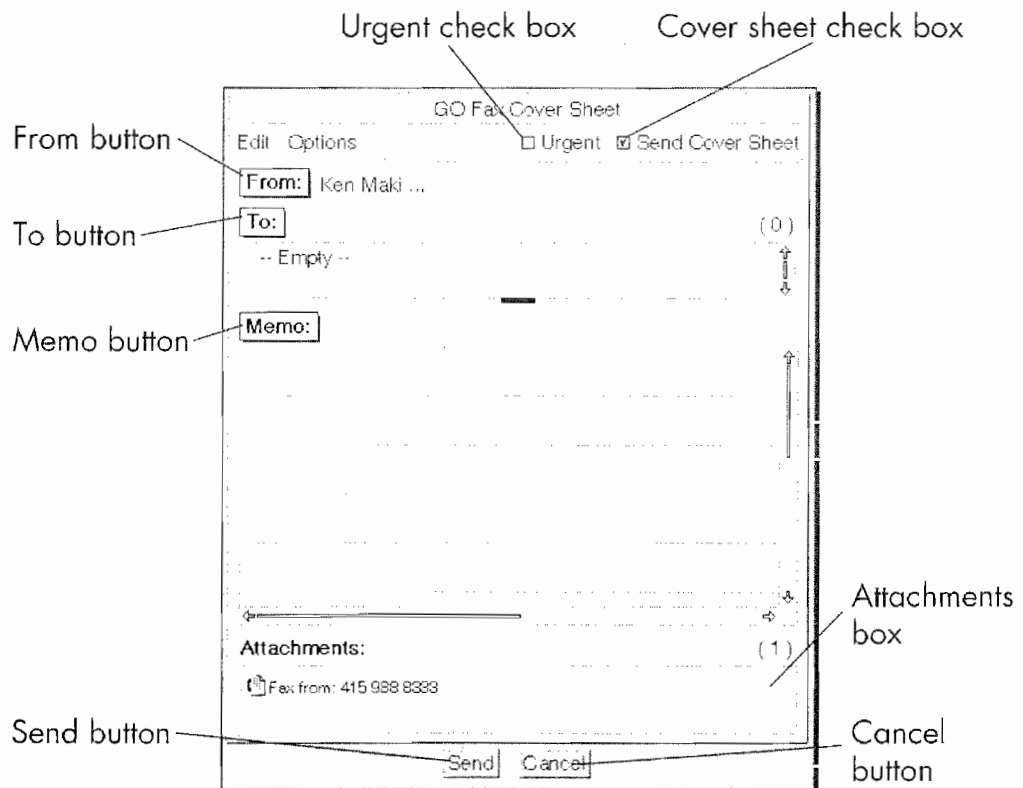 Urgent check box Cover sheet check box
GO Fax Cover Sheet
From button
Edit Options Urgent Send Cover Sheet
From: Ken Maki ...
To: (0)
To button
-- Empty --
Memo:
Memo button
Attachments
box
Attachments: (1)
Fax from: 415 988 8333
Send button
Cancel
button
Send Cancel